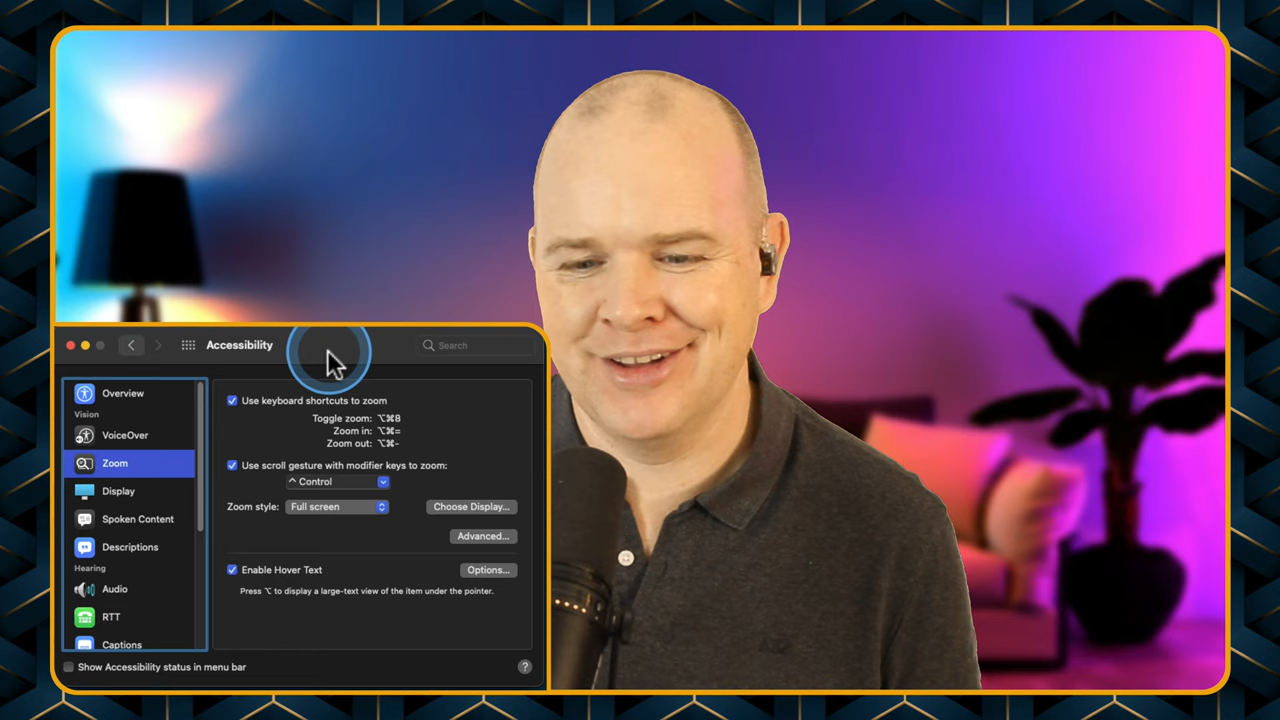 Accessibility
Search
Overview
Vision
VoiceOver
Zoom
Display
Spoken Content
Descriptions
Hearing
Audio
RTT
Captions
Use keyboard shortcuts to zoom
Toggle zoom: ⌥⌘8
Zoom in: ⌥⌘=
Zoom out: ⌥⌘-
Use scroll gesture with modifier keys to zoom:
^ Control
Zoom style: Full screen
Choose Display...
Advanced...
Enable Hover Text
Options...
Press ⌥ to display a large-text view of the item under the pointer.
Show Accessibility status in menu bar
?